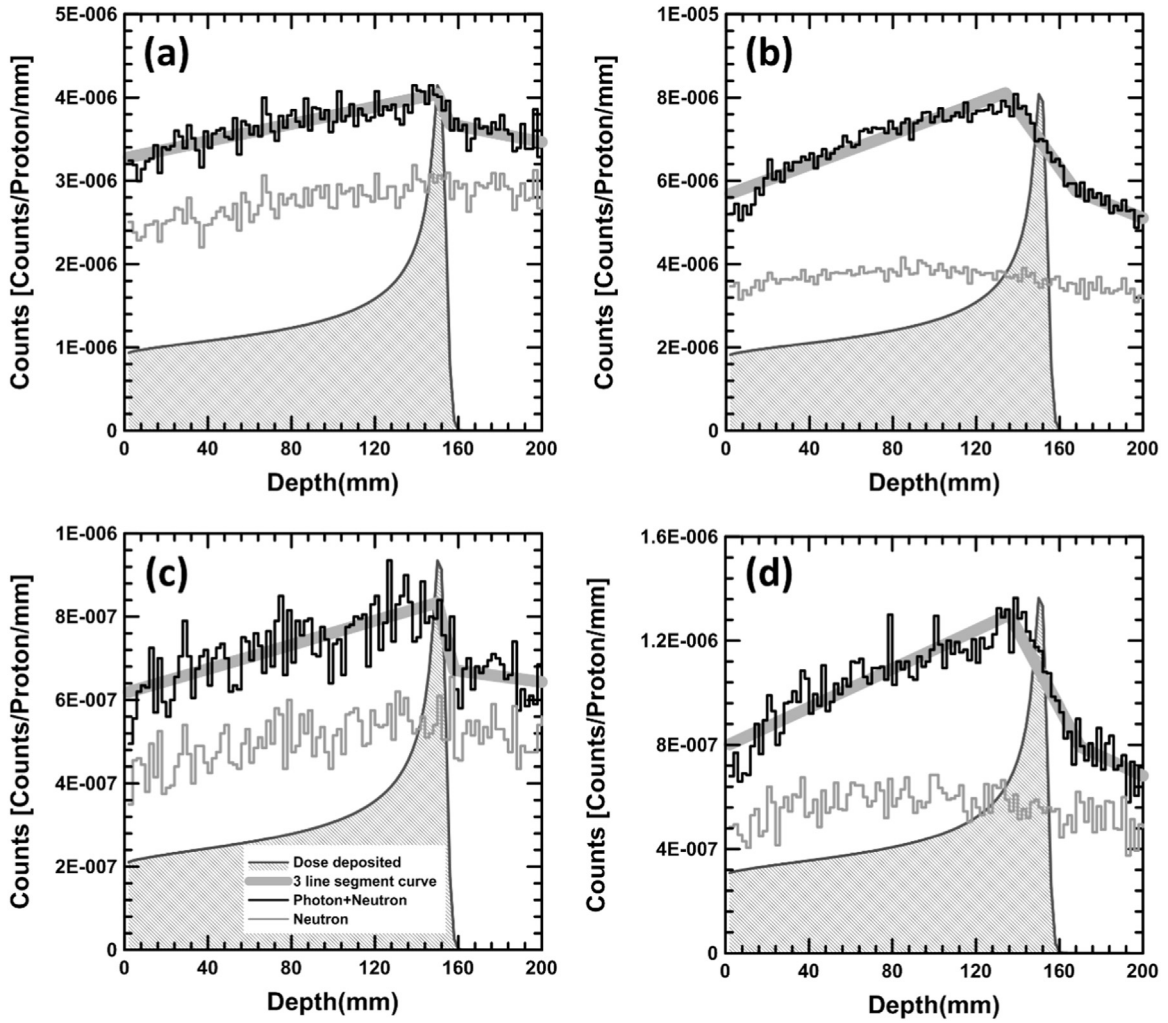 (a)
Counts [Counts/Proton/mm]
5E-006
4E-006
3E-006
2E-006
1E-006
0
0 40 80 120 160 200
Depth(mm)
(b)
Counts [Counts/Proton/mm]
1E-005
8E-006
6E-006
4E-006
2E-006
0
0 40 80 120 160 200
Depth(mm)
(c)
Counts [Counts/Proton/mm]
1E-006
8E-007
6E-007
4E-007
2E-007
0
Dose deposited
3 line segment curve
Photon+Neutron
Neutron
0 40 80 120 160 200
Depth(mm)
(d)
Counts [Counts/Proton/mm]
1.6E-006
1.2E-006
8E-007
4E-007
0
0 40 80 120 160 200
Depth(mm)